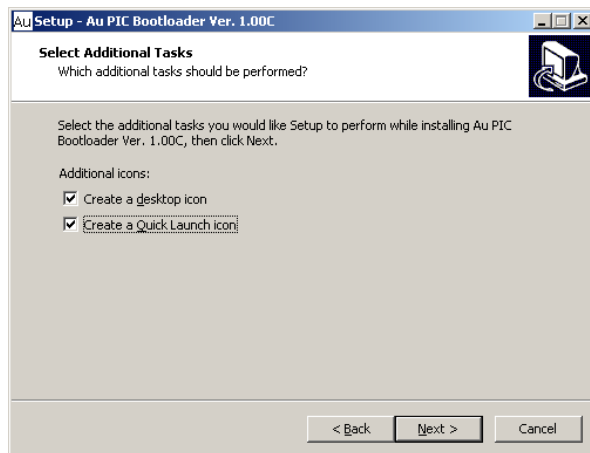 Au Setup - Au PIC Bootloader Ver. 1.00C
Select Additional Tasks
Which additional tasks should be performed?
Select the additional tasks you would like Setup to perform while installing Au PIC
Bootloader Ver. 1.00C, then click Next.
Additional icons:
Create a desktop icon
Create a Quick Launch icon
< Back Next > Cancel